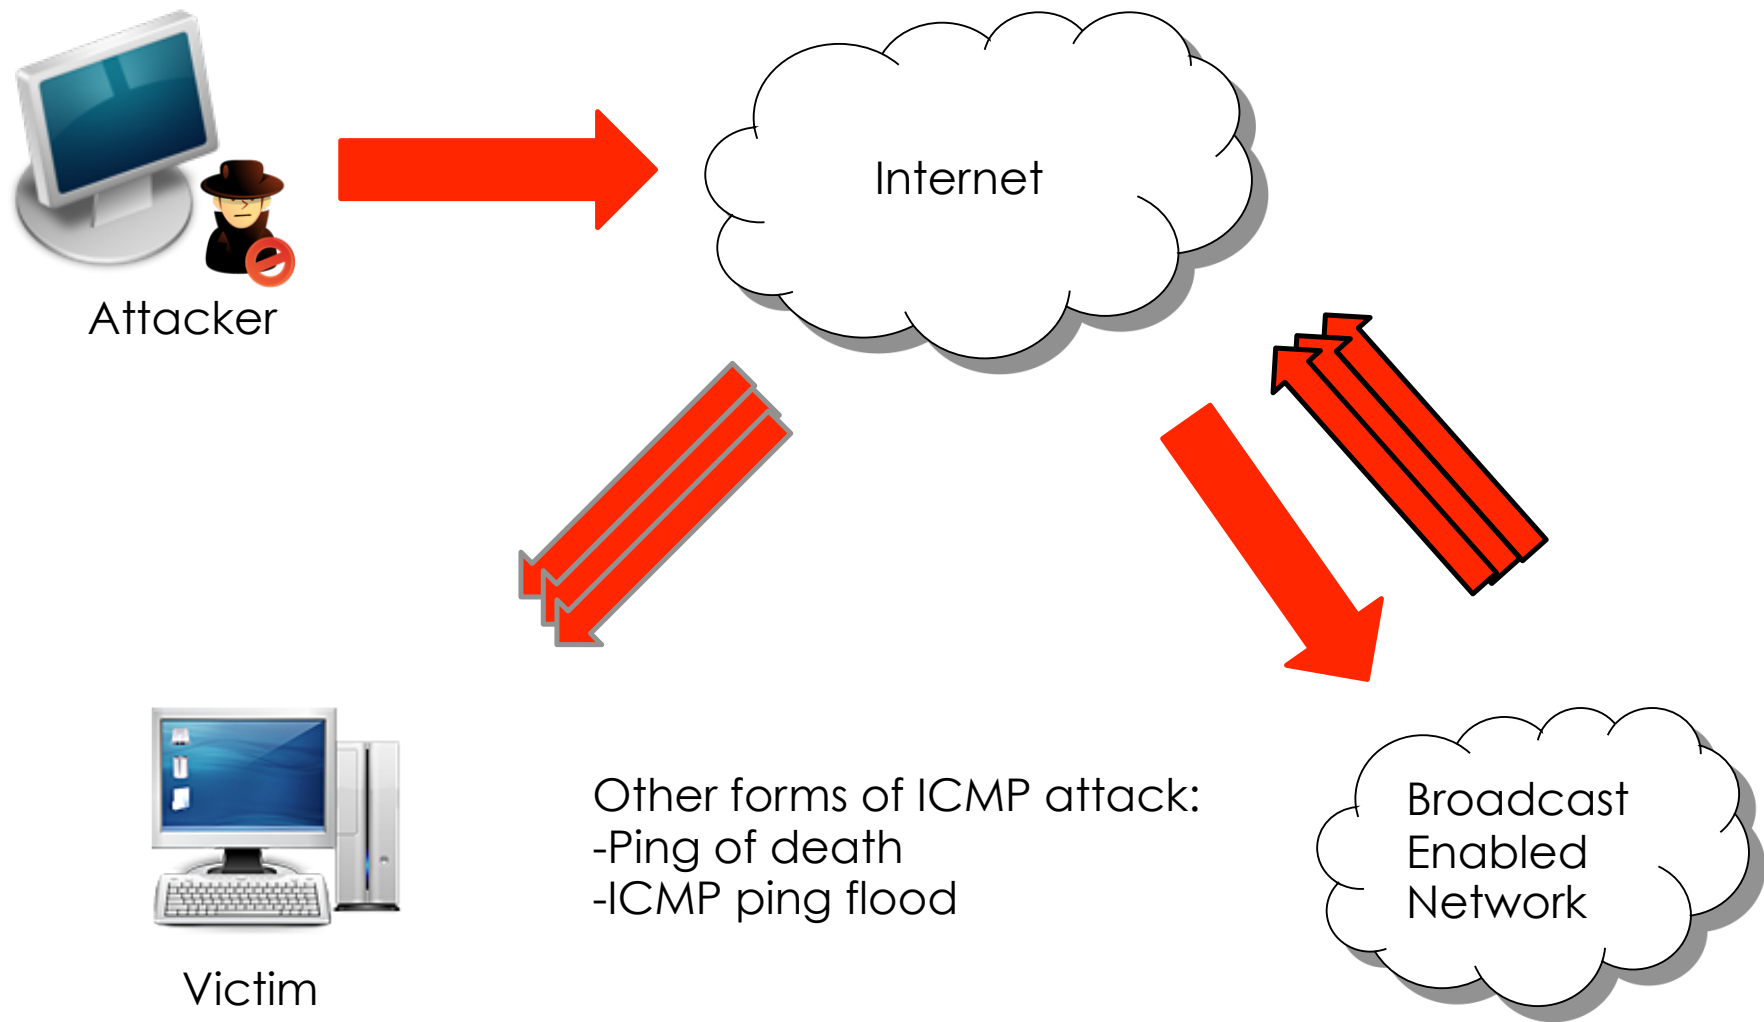 Internet
Attacker
Other forms of ICMP attack:
-Ping of death
-ICMP ping flood
Broadcast
Enabled
Network
Victim